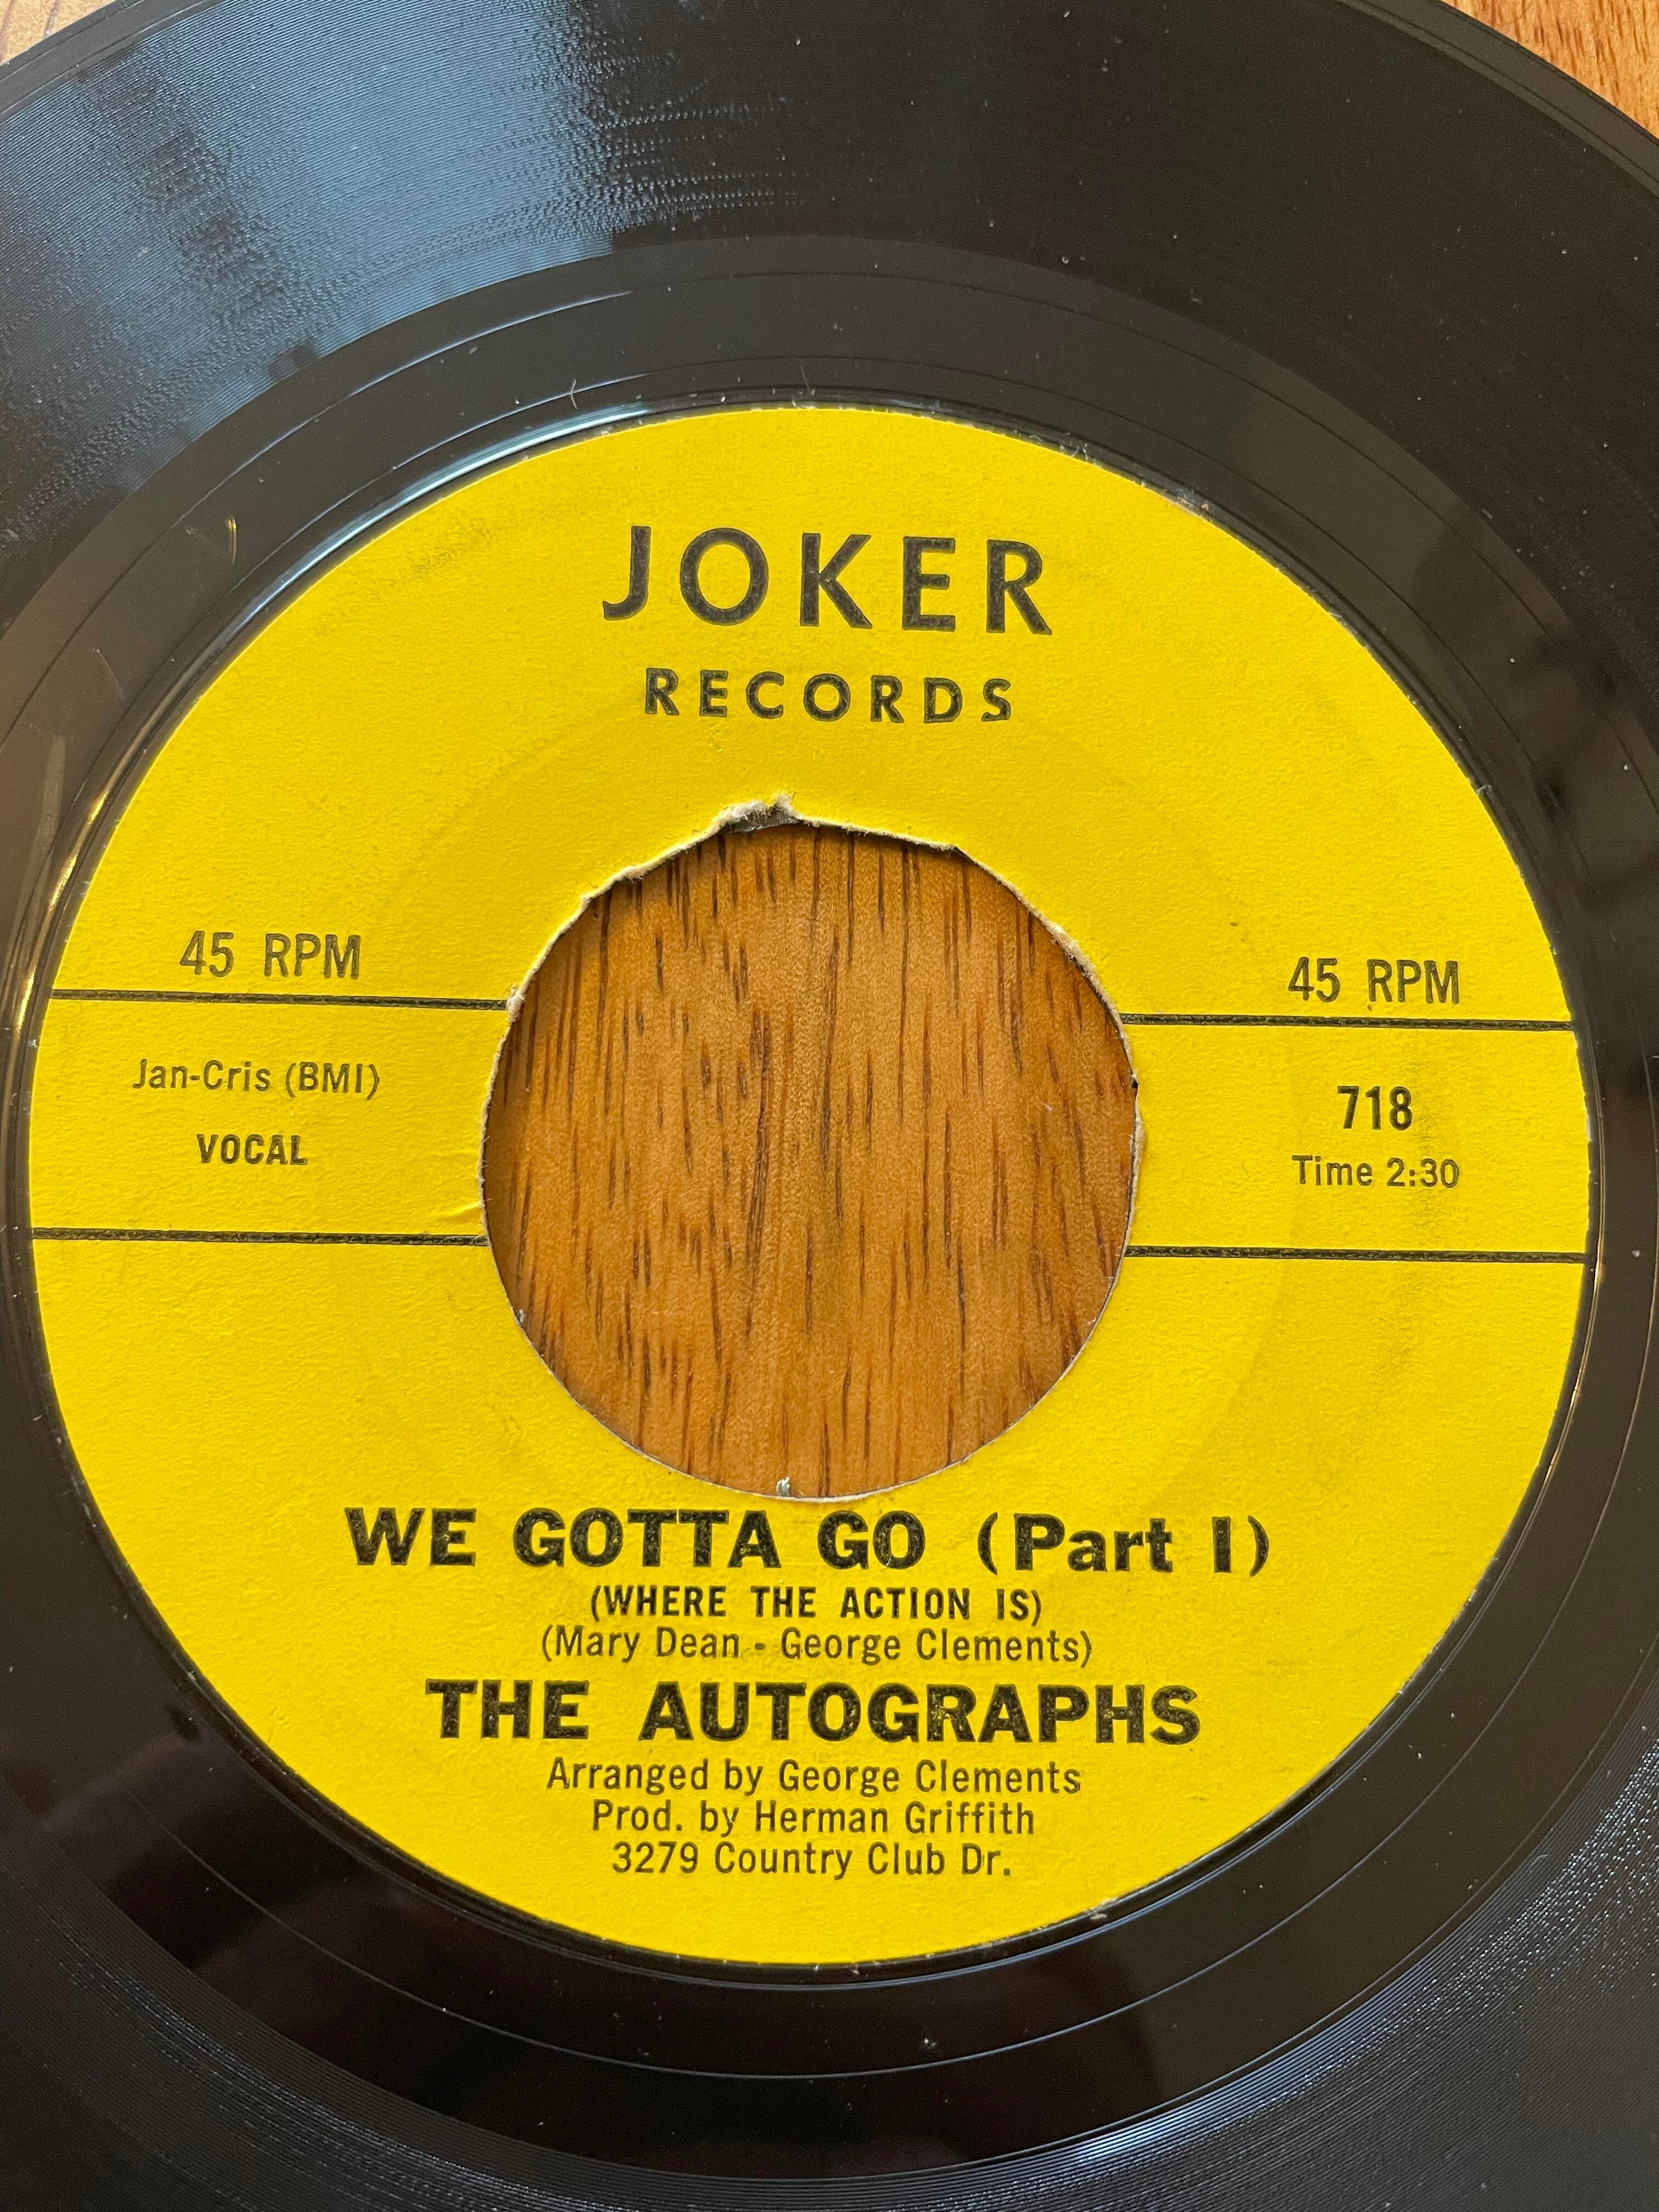 JOKER
RECORDS
45 RPM
45 RPM
Jan-Cris (BMI)
VOCAL
718
Time 2:30
WE GOTTA GO (Part I)
(WHERE THE ACTION IS)
(Mary Dean - George Clements)
THE AUTOGRAPHS
Arranged by George Clements
Prod. by Herman Griffith
3279 Country Club Dr.